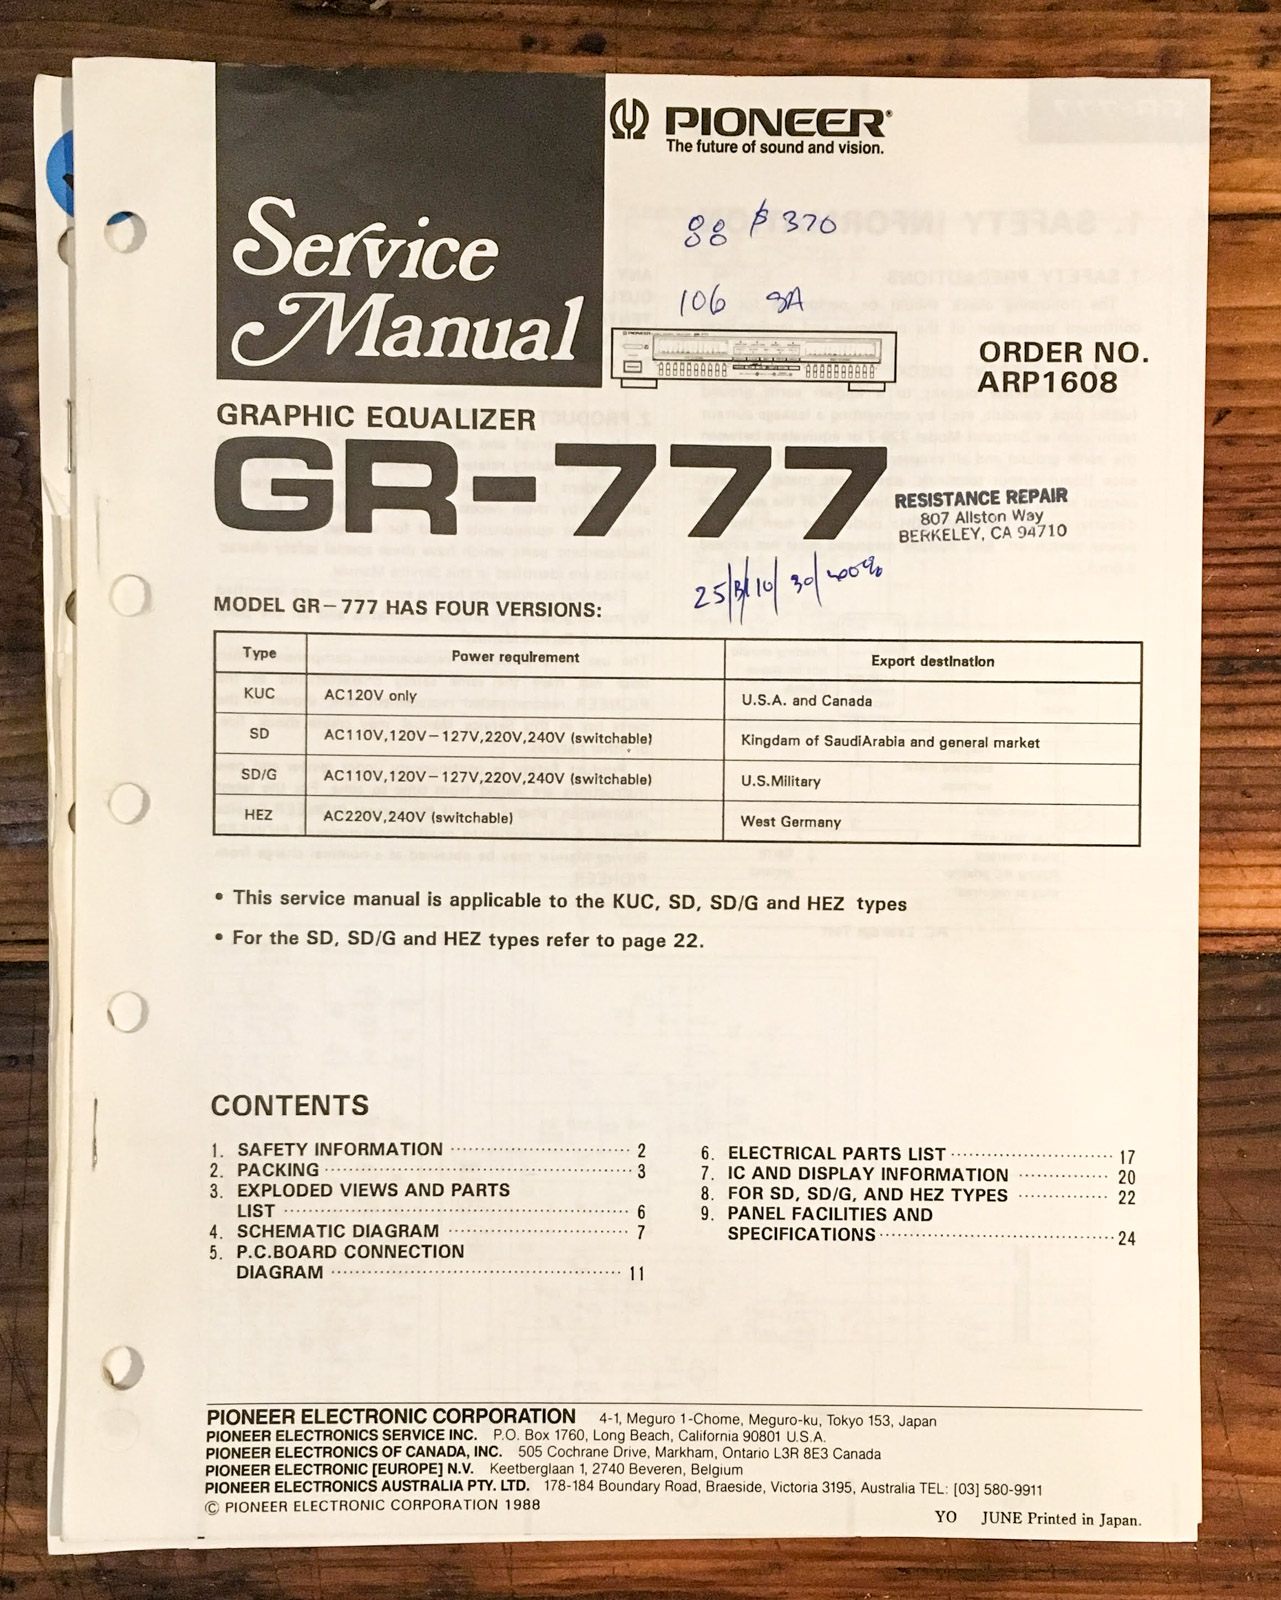 PIONEER®
The future of sound and vision.
Service
Manual
88 $370
106 SA
ORDER NO.
ARP1608
GRAPHIC EQUALIZER
GR-777
RESISTANCE REPAIR
807 Allston Way
BERKELEY, CA 94710
MODEL GR-777 HAS FOUR VERSIONS:
Type Power requirement Export destination
KUC AC120V only U.S.A. and Canada
SD AC110V,120V-127V,220V,240V (switchable) Kingdam of SaudiArabia and general market
SD/G AC110V,120V-127V,220V,240V (switchable) U.S.Military
HEZ AC220V,240V (switchable) West Germany
• This service manual is applicable to the KUC, SD, SD/G and HEZ types
• For the SD, SD/G and HEZ types refer to page 22.
CONTENTS
1. SAFETY INFORMATION 2
2. PACKING 3
3. EXPLODED VIEWS AND PARTS
LIST 6
4. SCHEMATIC DIAGRAM 7
5. P.C.BOARD CONNECTION
DIAGRAM 11
6. ELECTRICAL PARTS LIST 17
7. IC AND DISPLAY INFORMATION 20
8. FOR SD, SD/G, AND HEZ TYPES 22
9. PANEL FACILITIES AND
SPECIFICATIONS 24
PIONEER ELECTRONIC CORPORATION 4-1, Meguro 1-Chome, Meguro-ku, Tokyo 153, Japan
PIONEER ELECTRONICS SERVICE INC. P.O. Box 1760, Long Beach, California 90801 U.S.A.
PIONEER ELECTRONICS OF CANADA, INC. 505 Cochrane Drive, Markham, Ontario L3R 8E3 Canada
PIONEER ELECTRONIC [EUROPE] N.V. Keetberglaan 1, 2740 Beveren, Belgium
PIONEER ELECTRONICS AUSTRALIA PTY. LTD. 178-184 Boundary Road, Braeside, Victoria 3195, Australia TEL: [03] 580-9911
© PIONEER ELECTRONIC CORPORATION 1988
YO JUNE Printed in Japan.